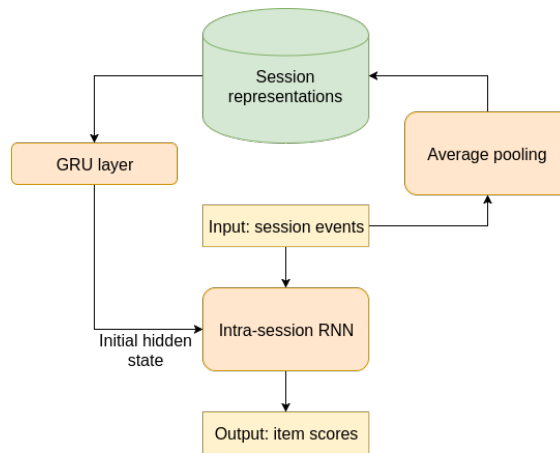 Session
representations
GRU layer
Average pooling
Input: session events
Intra-session RNN
Initial hidden
state
Output: item scores